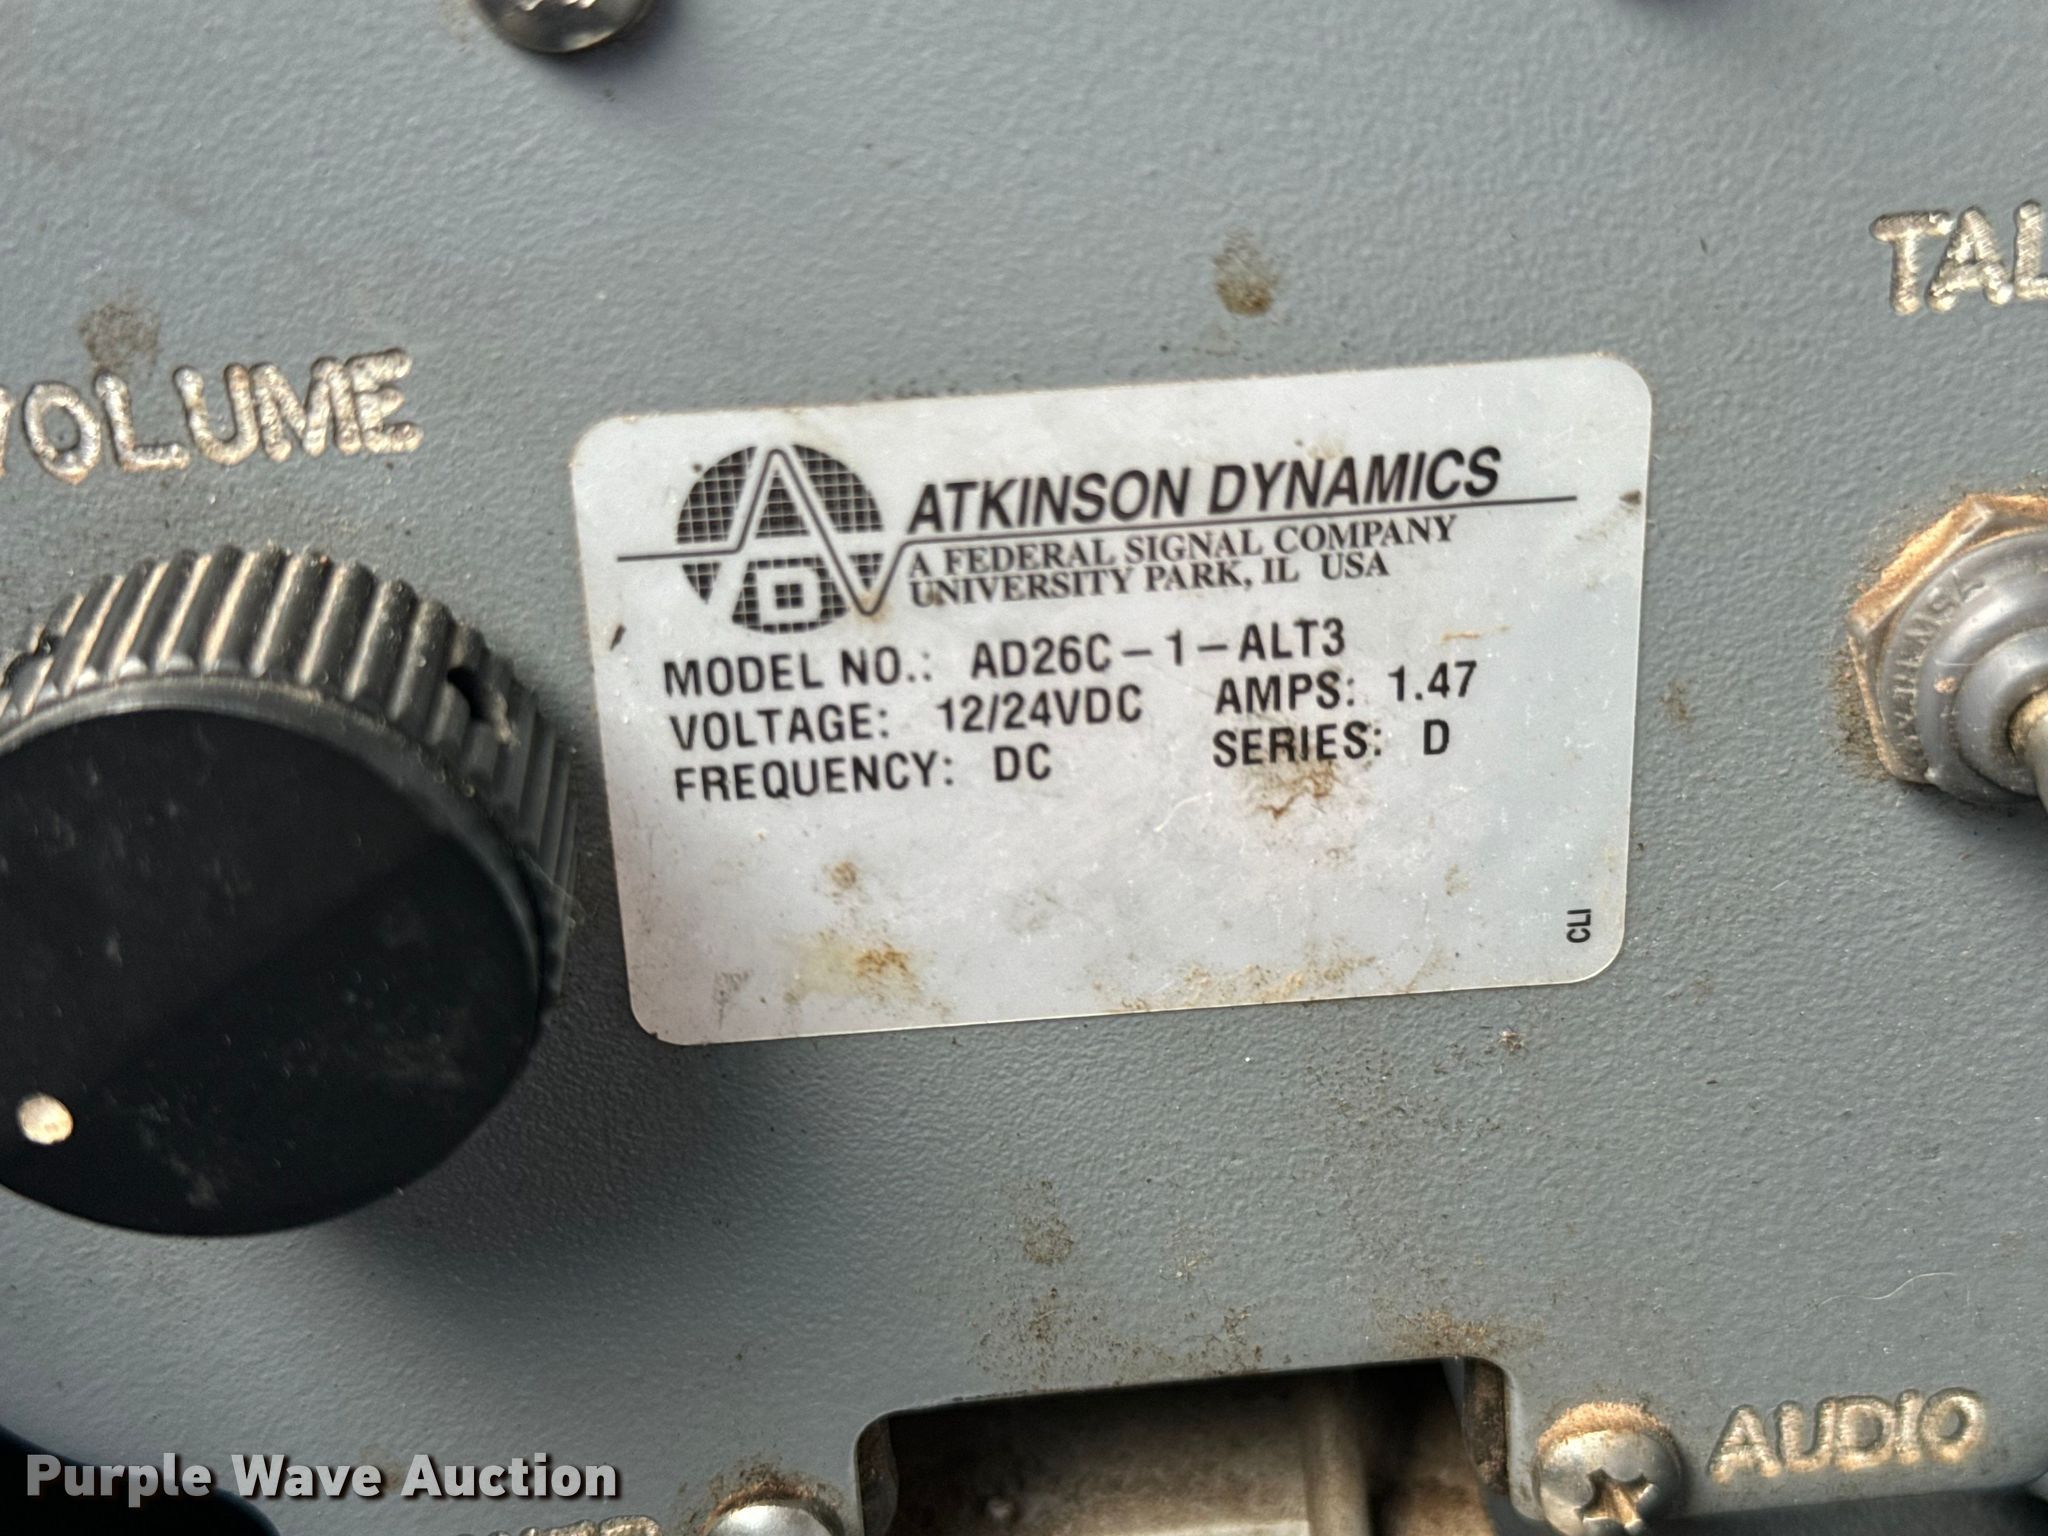 TAL
VOLUME
ATKINSON DYNAMICS
A FEDERAL SIGNAL COMPANY
UNIVERSITY PARK, IL USA
MODEL NO.: AD26C-1-ALT3
VOLTAGE: 12/24VDC AMPS: 1.47
FREQUENCY: DC SERIES: D
CLI
AUDIO
Purple Wave Auction